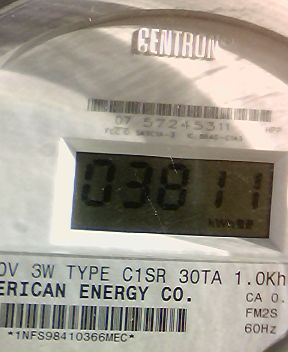 CENTRON
07 57245311
03811
0V 3W TYPE C1SR 30TA 1.0Kh
ERICAN ENERGY CO.
CA 0.
FM2S
*1NFS98410366MEC*
60Hz